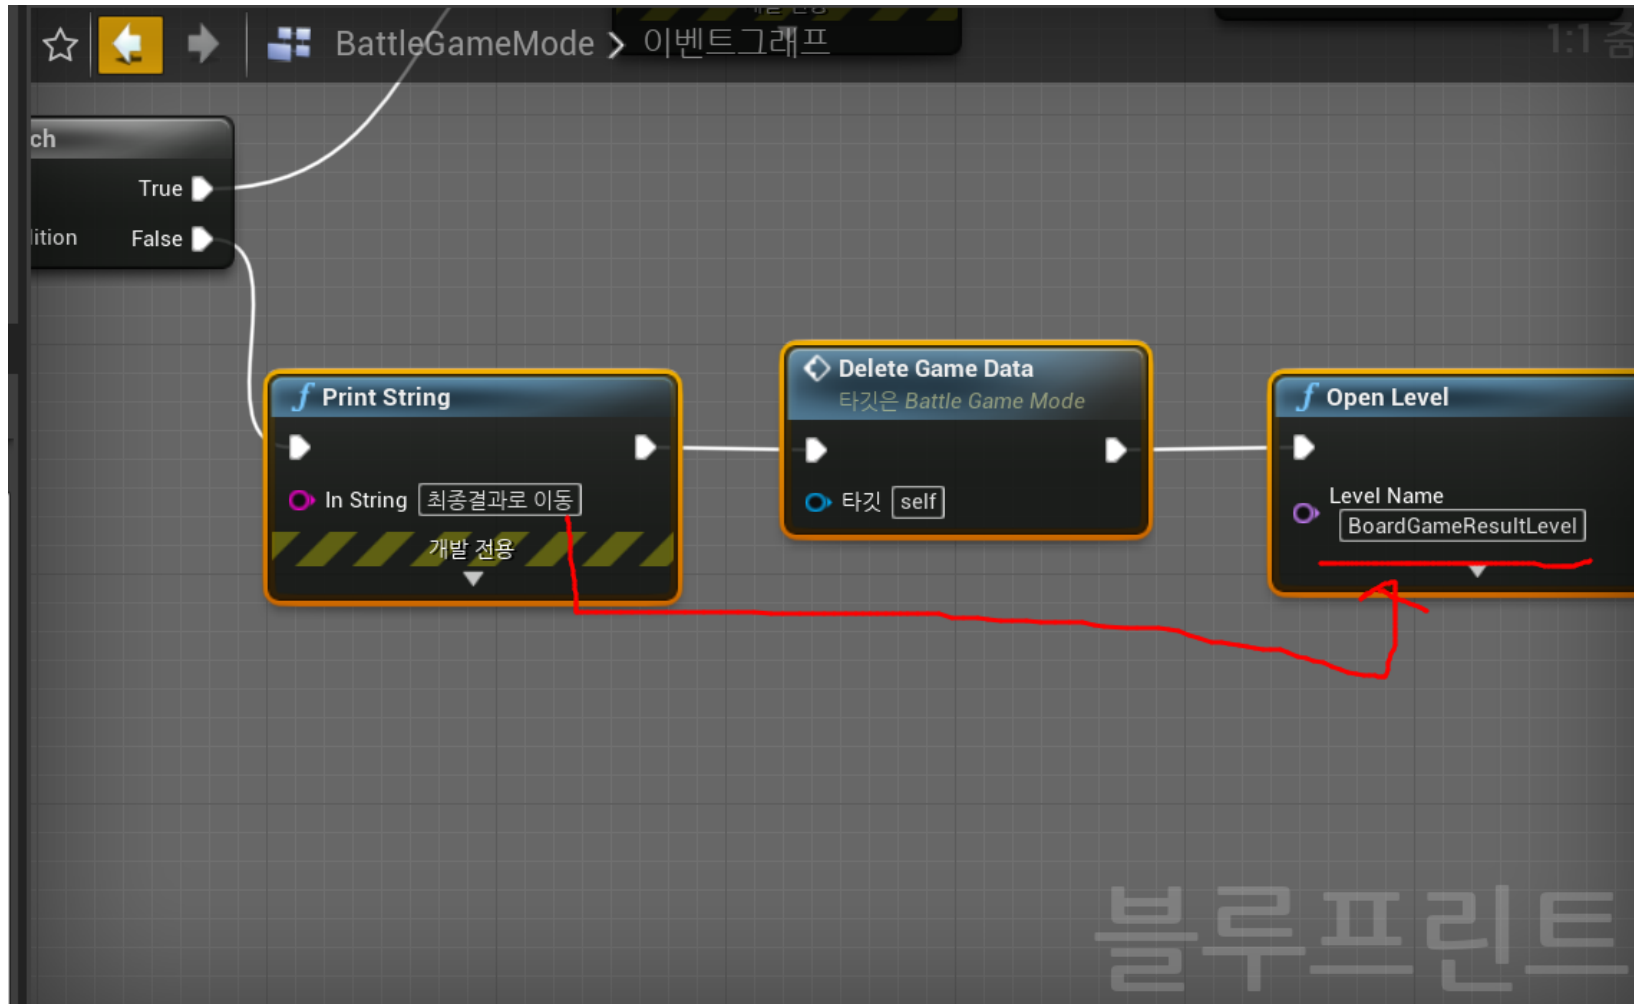 BattleGameMode > 이벤트그래프
1:1 줌
ch
True
lition
False
Print String
In String 최종결과로 이동
개발 전용
Delete Game Data
타깃은 Battle Game Mode
타깃 self
Open Level
Level Name
BoardGameResultLevel
블루프린트